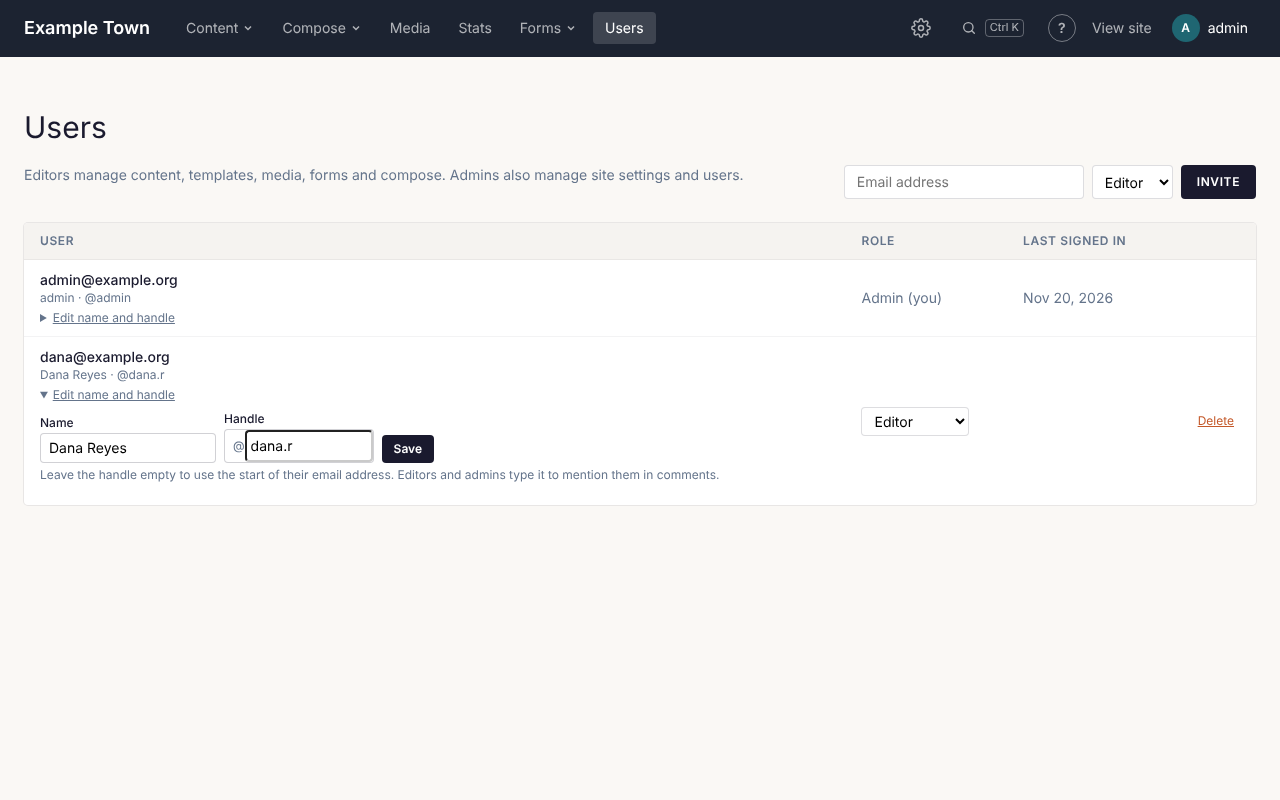 Example Town Content Compose Media Stats Forms Users Ctrl K ? View site A admin
Users
Editors manage content, templates, media, forms and compose. Admins also manage site settings and users.
Email address Editor INVITE
USER ROLE LAST SIGNED IN
admin@example.org
admin · @admin
Edit name and handle
Admin (you) Nov 20, 2026
dana@example.org
Dana Reyes · @dana.r
Edit name and handle
Name Handle
Dana Reyes @ dana.r Save
Leave the handle empty to use the start of their email address. Editors and admins type it to mention them in comments.
Editor Delete